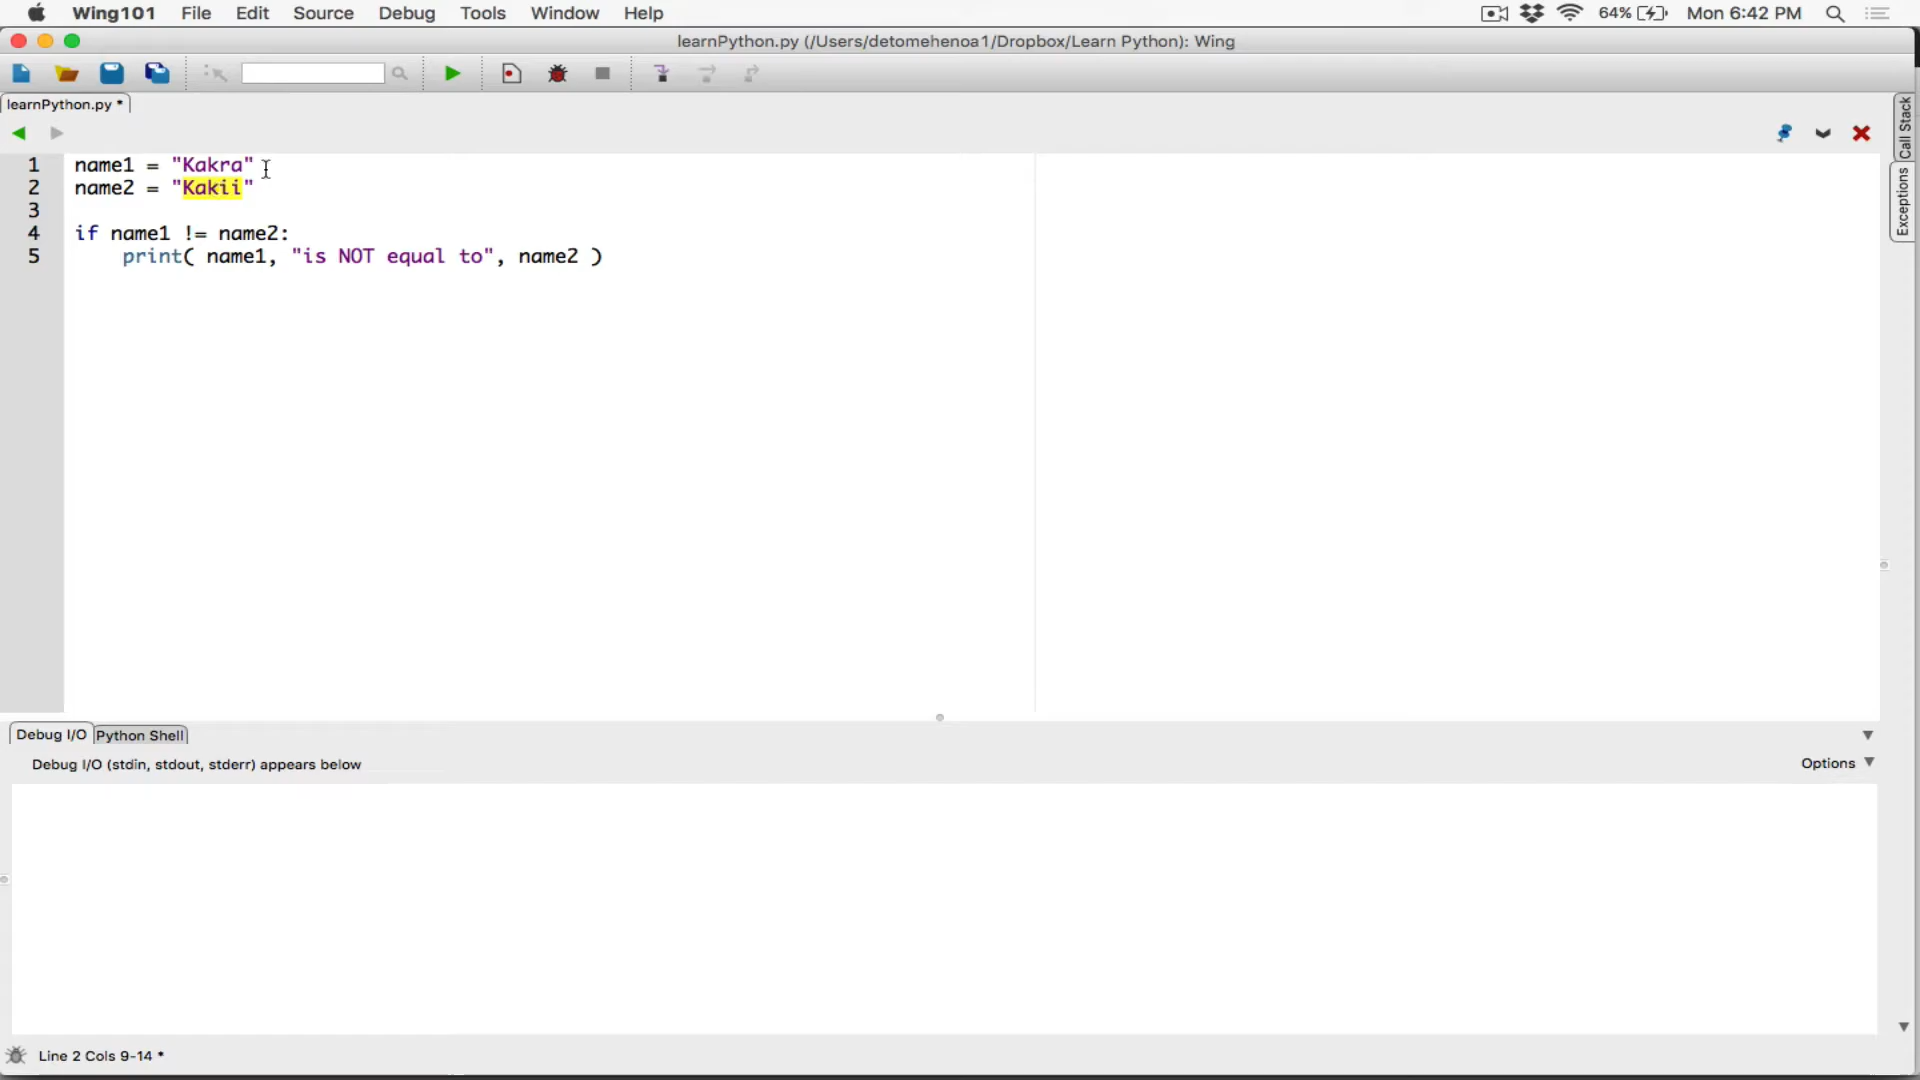 Wing101 File Edit Source Debug Tools Window Help 64% Mon 6:42 PM
learnPython.py (/Users/detomehenoa1/Dropbox/Learn Python): Wing
learnPython.py *
Call Stack
Exceptions
1 name1 = "Kakra"
2 name2 = "Kakii"
3
4 if name1 != name2:
5 print( name1, "is NOT equal to", name2 )
Debug I/O Python Shell
Debug I/O (stdin, stdout, stderr) appears below Options
Line 2 Cols 9-14 *